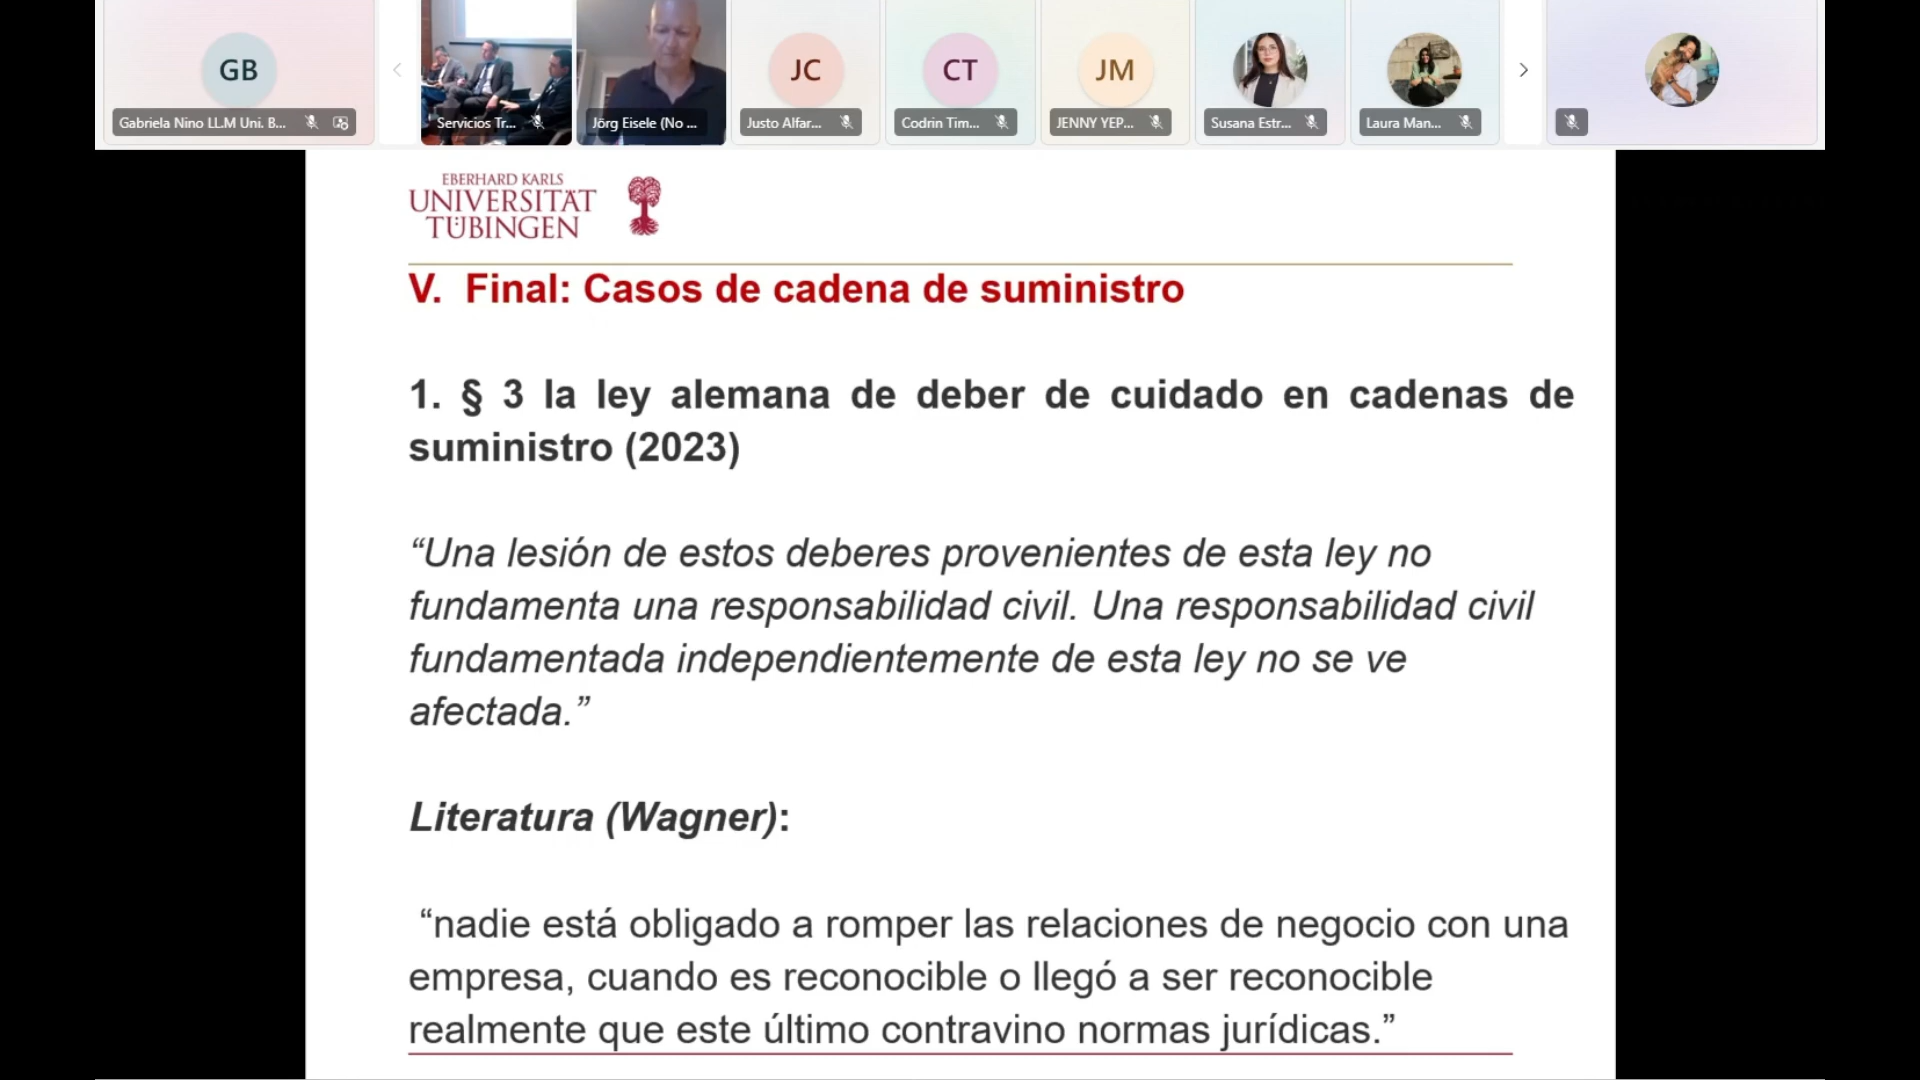 GB
JC
CT
JM
Gabriela Nino LL.M Uni. B...
Servicios Tr...
Jörg Eisele (No ...
Justo Alfar...
Codrin Tim...
JENNY YEP...
Susana Estr...
Laura Man...
EBERHARD KARLS
UNIVERSITÄT
TÜBINGEN
V. Final: Casos de cadena de suministro
1. § 3 la ley alemana de deber de cuidado en cadenas de
suministro (2023)
“Una lesión de estos deberes provenientes de esta ley no
fundamenta una responsabilidad civil. Una responsabilidad civil
fundamentada independientemente de esta ley no se ve
afectada.”
Literatura (Wagner):
“nadie está obligado a romper las relaciones de negocio con una
empresa, cuando es reconocible o llegó a ser reconocible
realmente que este último contravino normas jurídicas.”